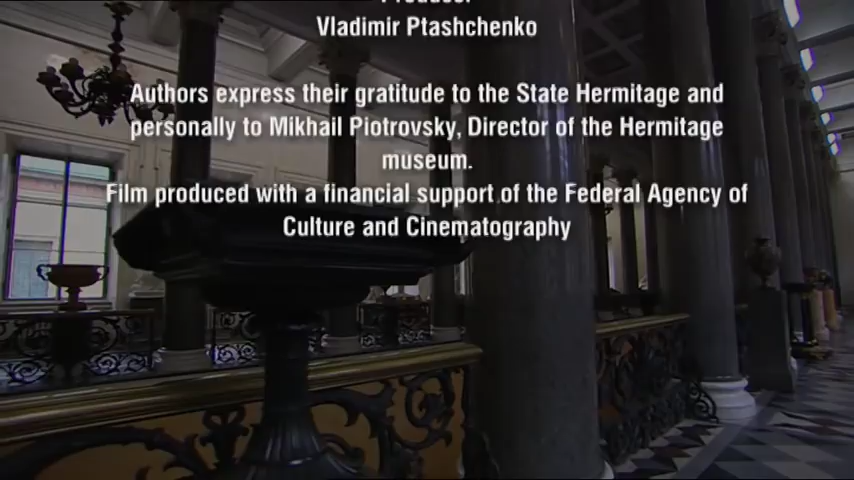 Producer
Vladimir Ptashchenko
Authors express their gratitude to the State Hermitage and
personally to Mikhail Piotrovsky, Director of the Hermitage
museum.
Film produced with a financial support of the Federal Agency of
Culture and Cinematography